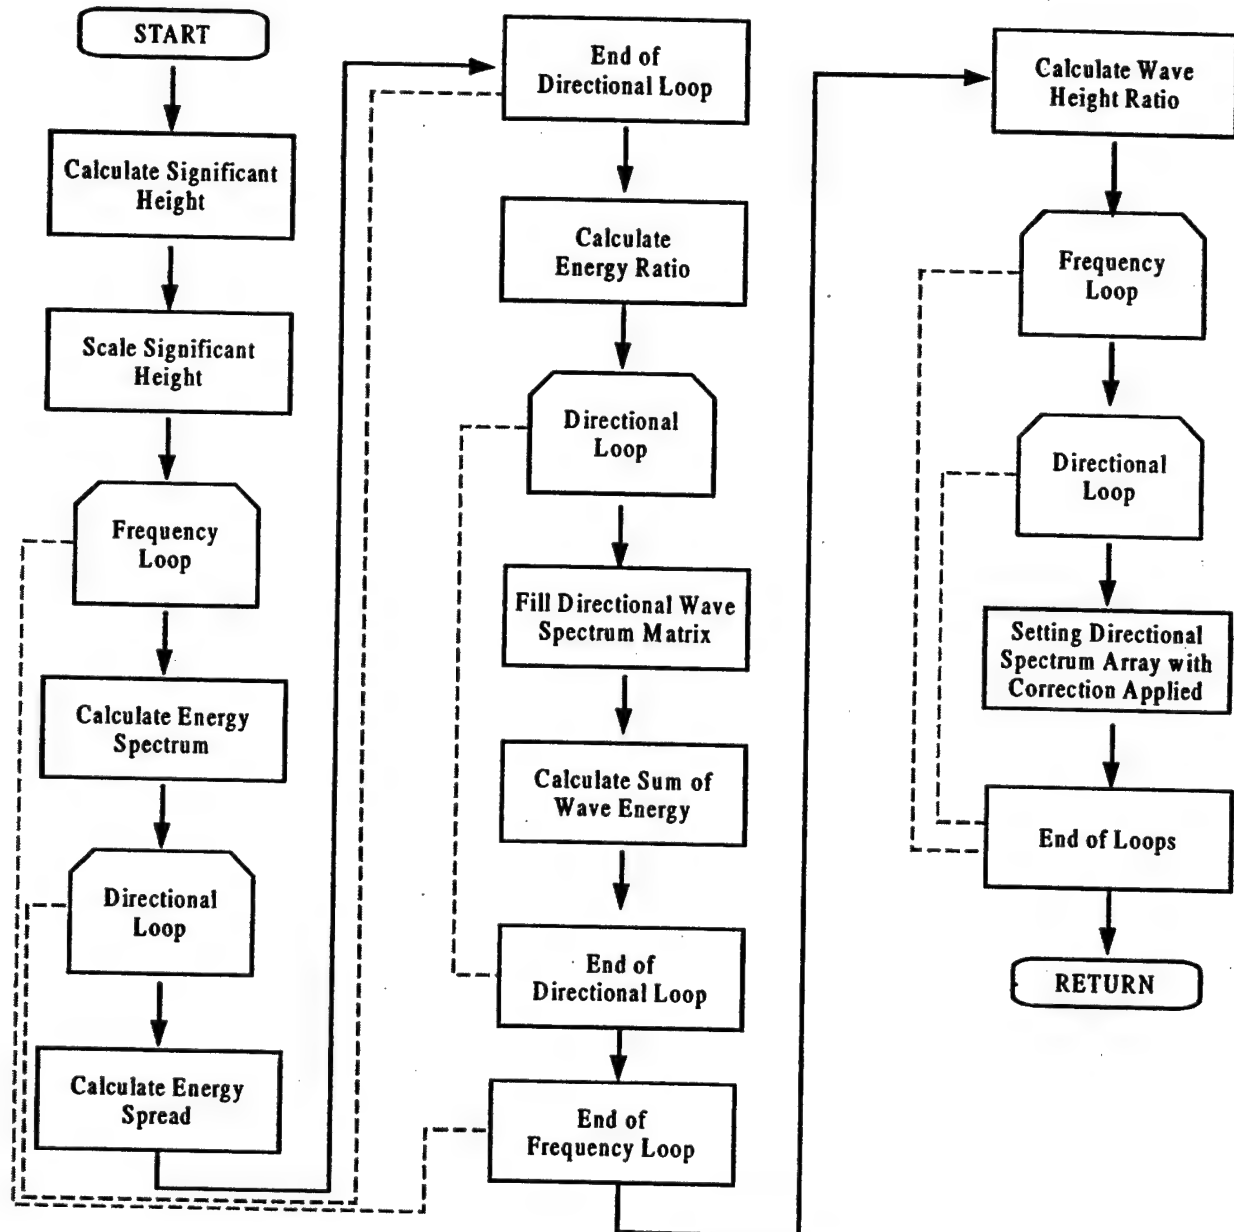 START
Calculate Significant
Height
Scale Significant
Height
Frequency
Loop
Calculate Energy
Spectrum
Directional
Loop
Calculate Energy
Spread
End of
Directional Loop
Calculate
Energy Ratio
Directional
Loop
Fill Directional Wave
Spectrum Matrix
Calculate Sum of
Wave Energy
End of
Directional Loop
End of
Frequency Loop
Calculate Wave
Height Ratio
Frequency
Loop
Directional
Loop
Setting Directional
Spectrum Array with
Correction Applied
End of Loops
RETURN